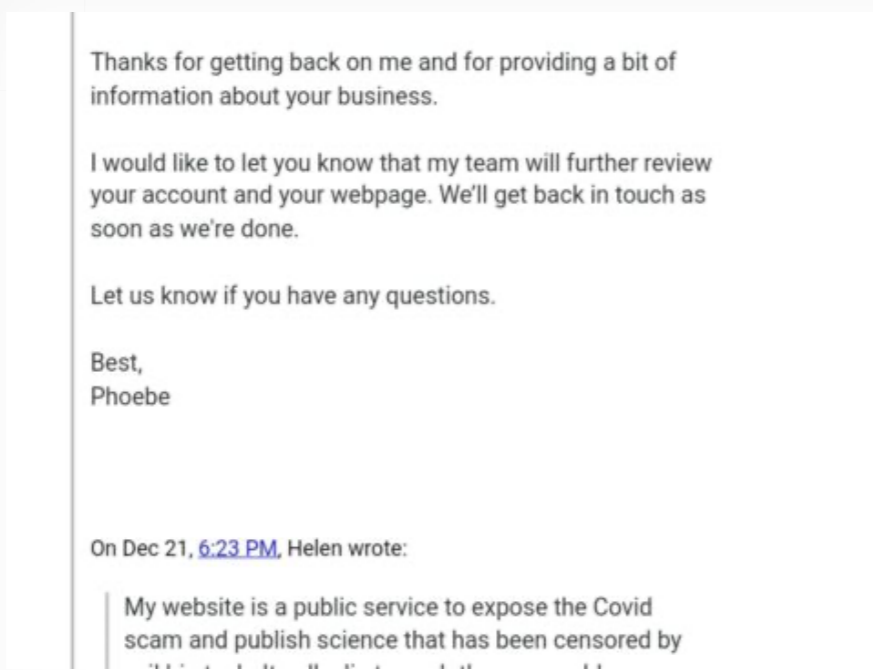 Thanks for getting back on me and for providing a bit of
information about your business.
I would like to let you know that my team will further review
your account and your webpage. We'll get back in touch as
soon as we're done.
Let us know if you have any questions.
Best,
Phoebe
On Dec 21, 6:23 PM, Helen wrote:
My website is a public service to expose the Covid
scam and publish science that has been censored by